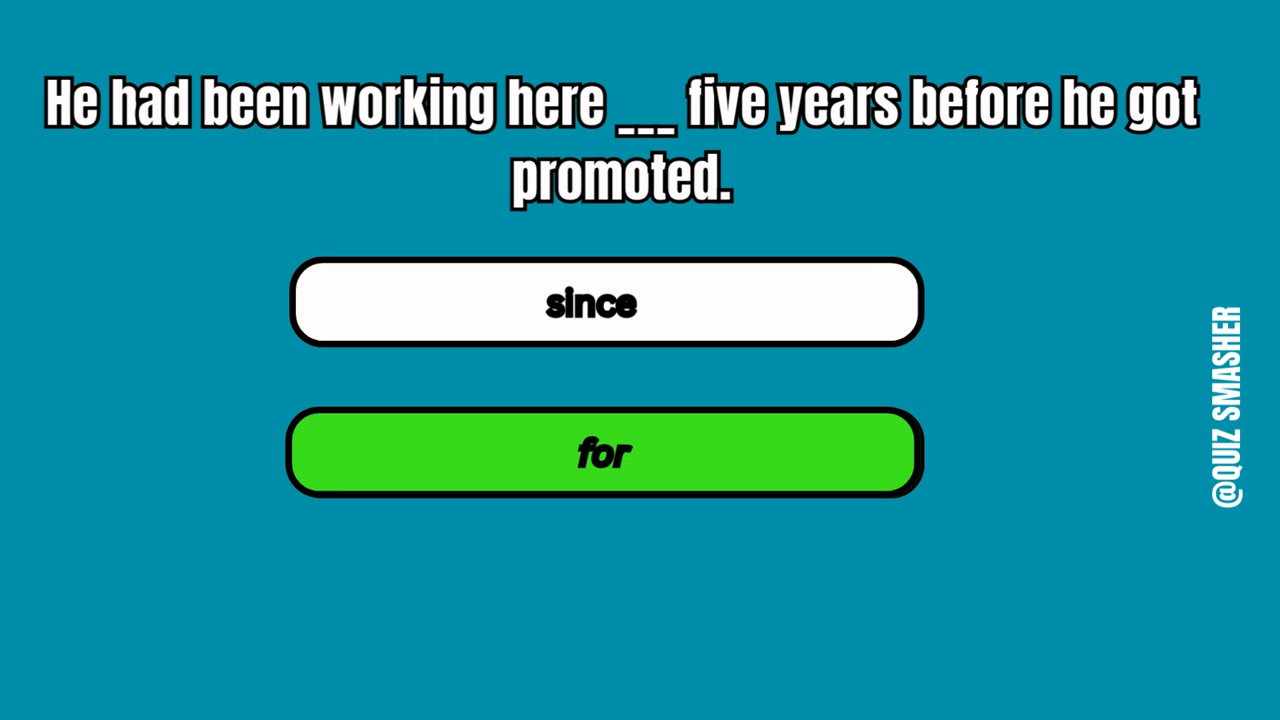 He had been working here ___ five years before he got
promoted.
since
for
@QUIZ SMASHER